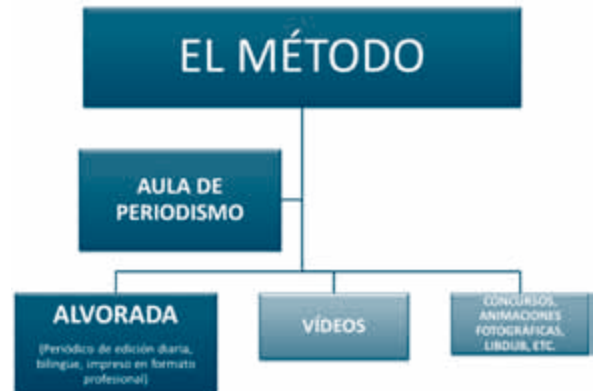 EL MÉTODO
AULA DE
PERIODISMO
ALVORADA
(Periódico de edición diaria,
bilingüe, impreso en formato
profesional)
VÍDEOS
CONCURSOS,
ANIMACIONES
FOTOGRÁFICAS,
LIBDUB, ETC.